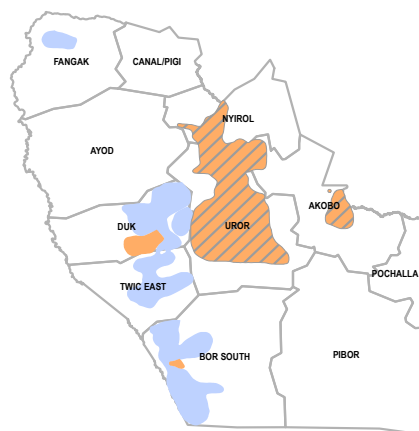 FANGAK
CANAL/PIGI
NYIROL
AYOD
AKOBO
DUK
UROR
POCHALLA
TWIC EAST
BOR SOUTH
PIBOR